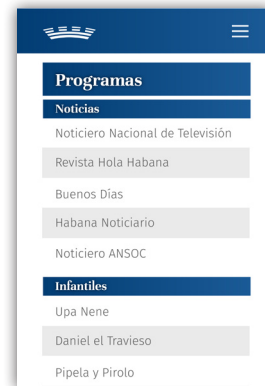 Programas
Noticias
Noticiero Nacional de Televisión
Revista Hola Habana
Buenos Días
Habana Noticiario
Noticiero ANSOC
Infantiles
Upa Nene
Daniel el Travieso
Pipela y Pirolo